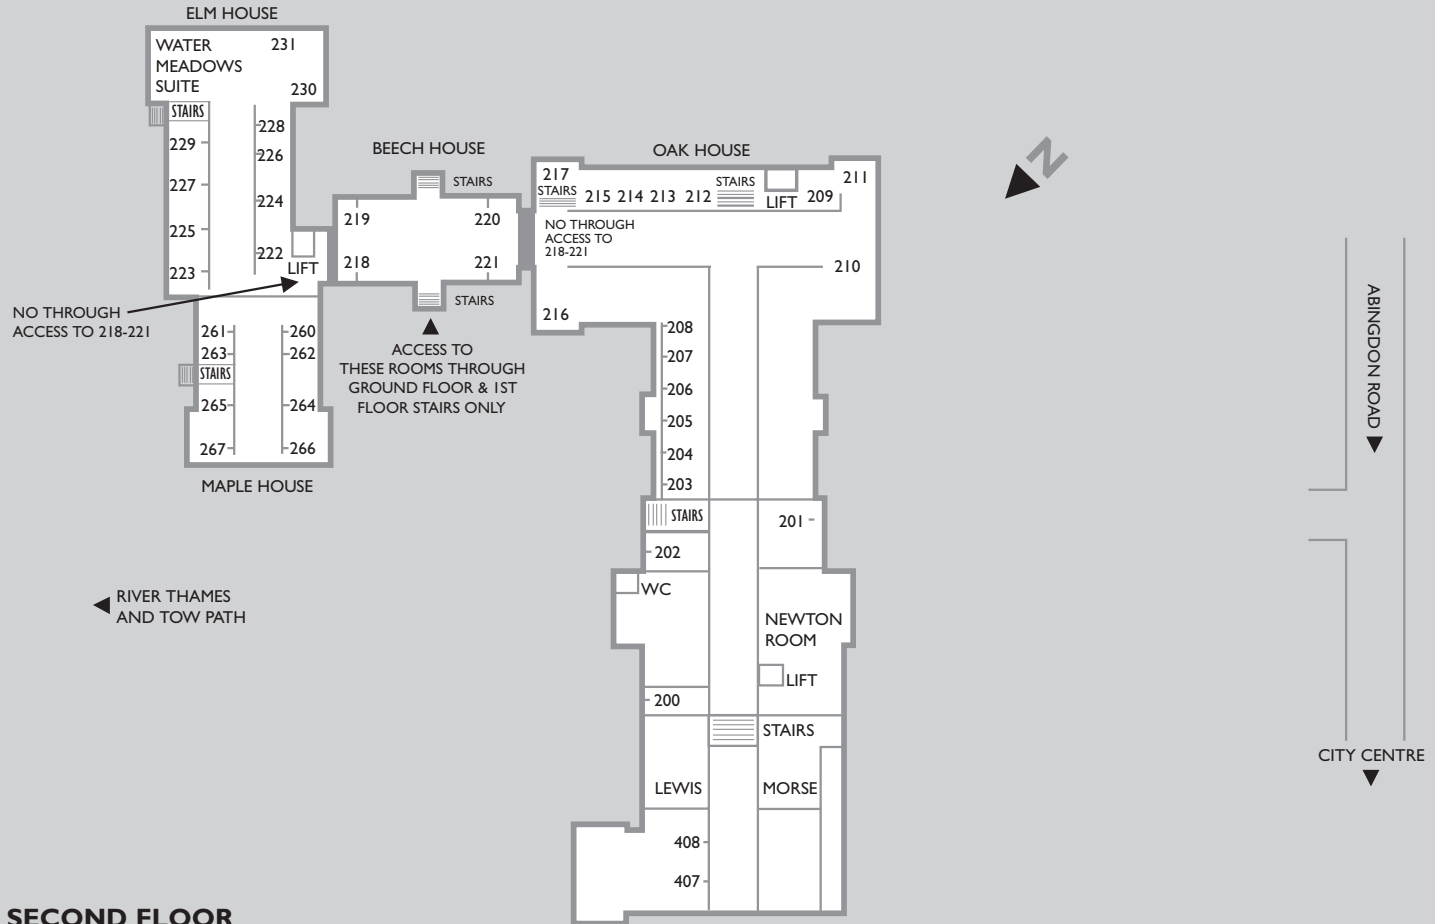 ELM HOUSE
WATER
MEADOWS
SUITE
231
230
STAIRS
229
228
227
226
225
224
223
222
LIFT
NO THROUGH
ACCESS TO 218-221
261
260
263
262
STAIRS
265
264
267
266
MAPLE HOUSE
BEECH HOUSE
STAIRS
219
220
218
221
STAIRS
ACCESS TO
THESE ROOMS THROUGH
GROUND FLOOR & 1ST
FLOOR STAIRS ONLY
OAK HOUSE
217
STAIRS
215 214 213 212
STAIRS
LIFT
209
211
NO THROUGH
ACCESS TO
218-221
210
216
208
207
206
205
204
203
STAIRS
201
202
WC
NEWTON
ROOM
LIFT
200
STAIRS
LEWIS
MORSE
408
407
N
ABINGDON ROAD
CITY CENTRE
RIVER THAMES
AND TOW PATH
SECOND FLOOR